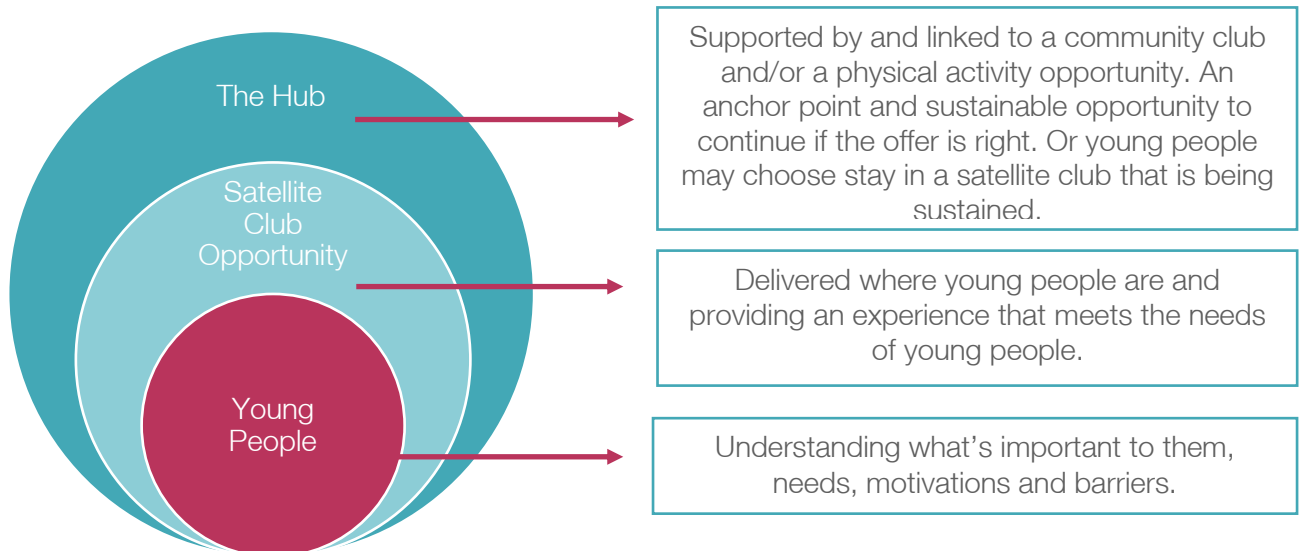 The Hub
Supported by and linked to a community club
and/or a physical activity opportunity. An
anchor point and sustainable opportunity to
continue if the offer is right. Or young people
may choose stay in a satellite club that is being
sustained.
Satellite
Club
Opportunity
Delivered where young people are and
providing an experience that meets the needs
of young people.
Young
People
Understanding what’s important to them,
needs, motivations and barriers.